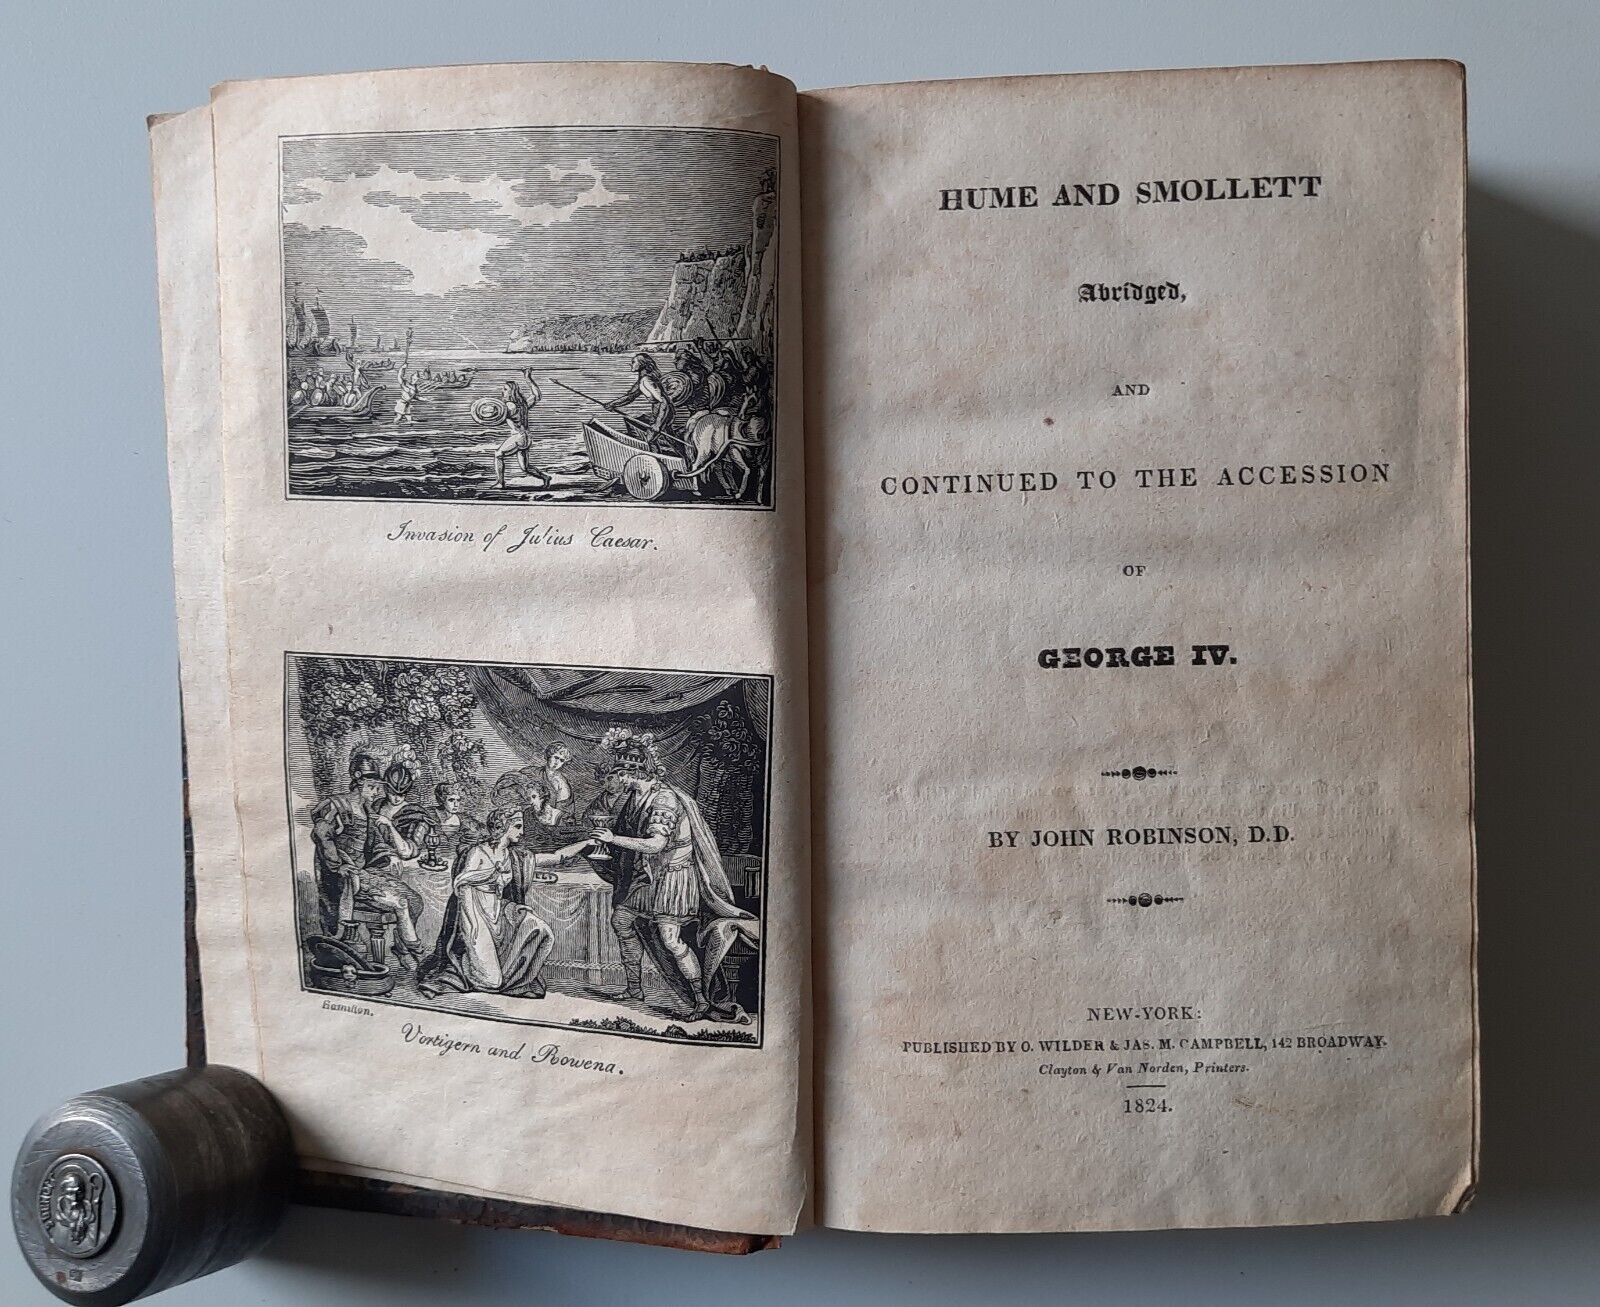 Invasion of Julius Caesar.
Hamilton.
Vortigern and Rowena.
HUME AND SMOLLETT
Abridged,
AND
CONTINUED TO THE ACCESSION
OF
GEORGE IV.
BY JOHN ROBINSON, D.D.
NEW-YORK:
PUBLISHED BY O. WILDER & JAS. M. CAMPBELL, 142 BROADWAY.
Clayton & Van Norden, Printers.
1824.